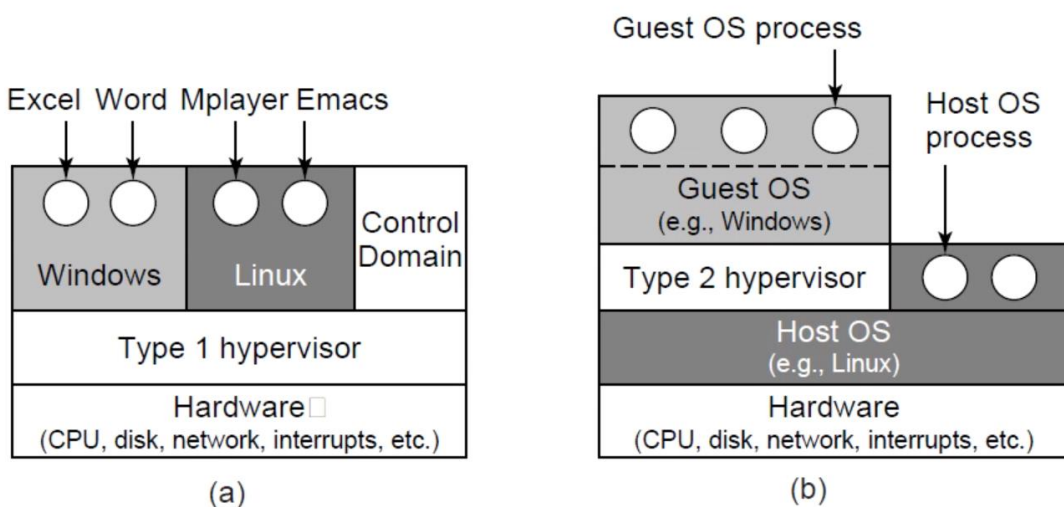 Excel Word Mplayer Emacs
Windows
Linux
Control
Domain
Type 1 hypervisor
Hardware
(CPU, disk, network, interrupts, etc.)
(a)
Guest OS process
Host OS
process
Guest OS
(e.g., Windows)
Type 2 hypervisor
Host OS
(e.g., Linux)
Hardware
(CPU, disk, network, interrupts, etc.)
(b)